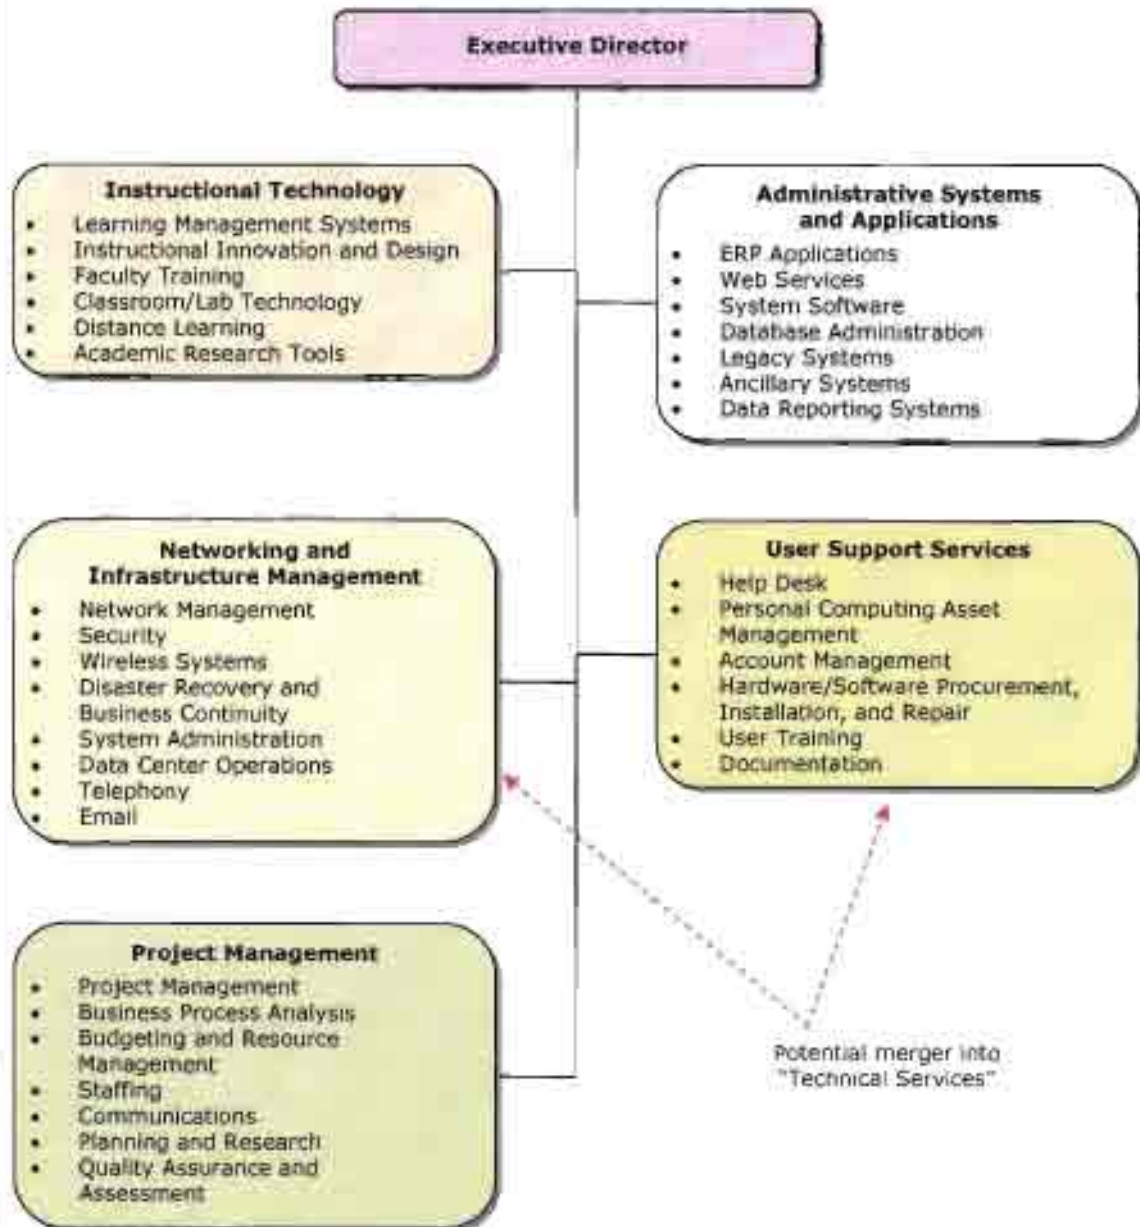 Executive Director
Instructional Technology
• Learning Management Systems
• Instructional Innovation and Design
• Faculty Training
• Classroom/Lab Technology
• Distance Learning
• Academic Research Tools
Administrative Systems
and Applications
• ERP Applications
• Web Services
• System Software
• Database Administration
• Legacy Systems
• Ancillary Systems
• Data Reporting Systems
Networking and
Infrastructure Management
• Network Management
• Security
• Wireless Systems
• Disaster Recovery and
Business Continuity
• System Administration
• Data Center Operations
• Telephony
• Email
User Support Services
• Help Desk
• Personal Computing Asset
Management
• Account Management
• Hardware/Software Procurement,
Installation, and Repair
• User Training
• Documentation
Project Management
• Project Management
• Business Process Analysis
• Budgeting and Resource
Management
• Staffing
• Communications
• Planning and Research
• Quality Assurance and
Assessment
Potential merger into
"Technical Services"